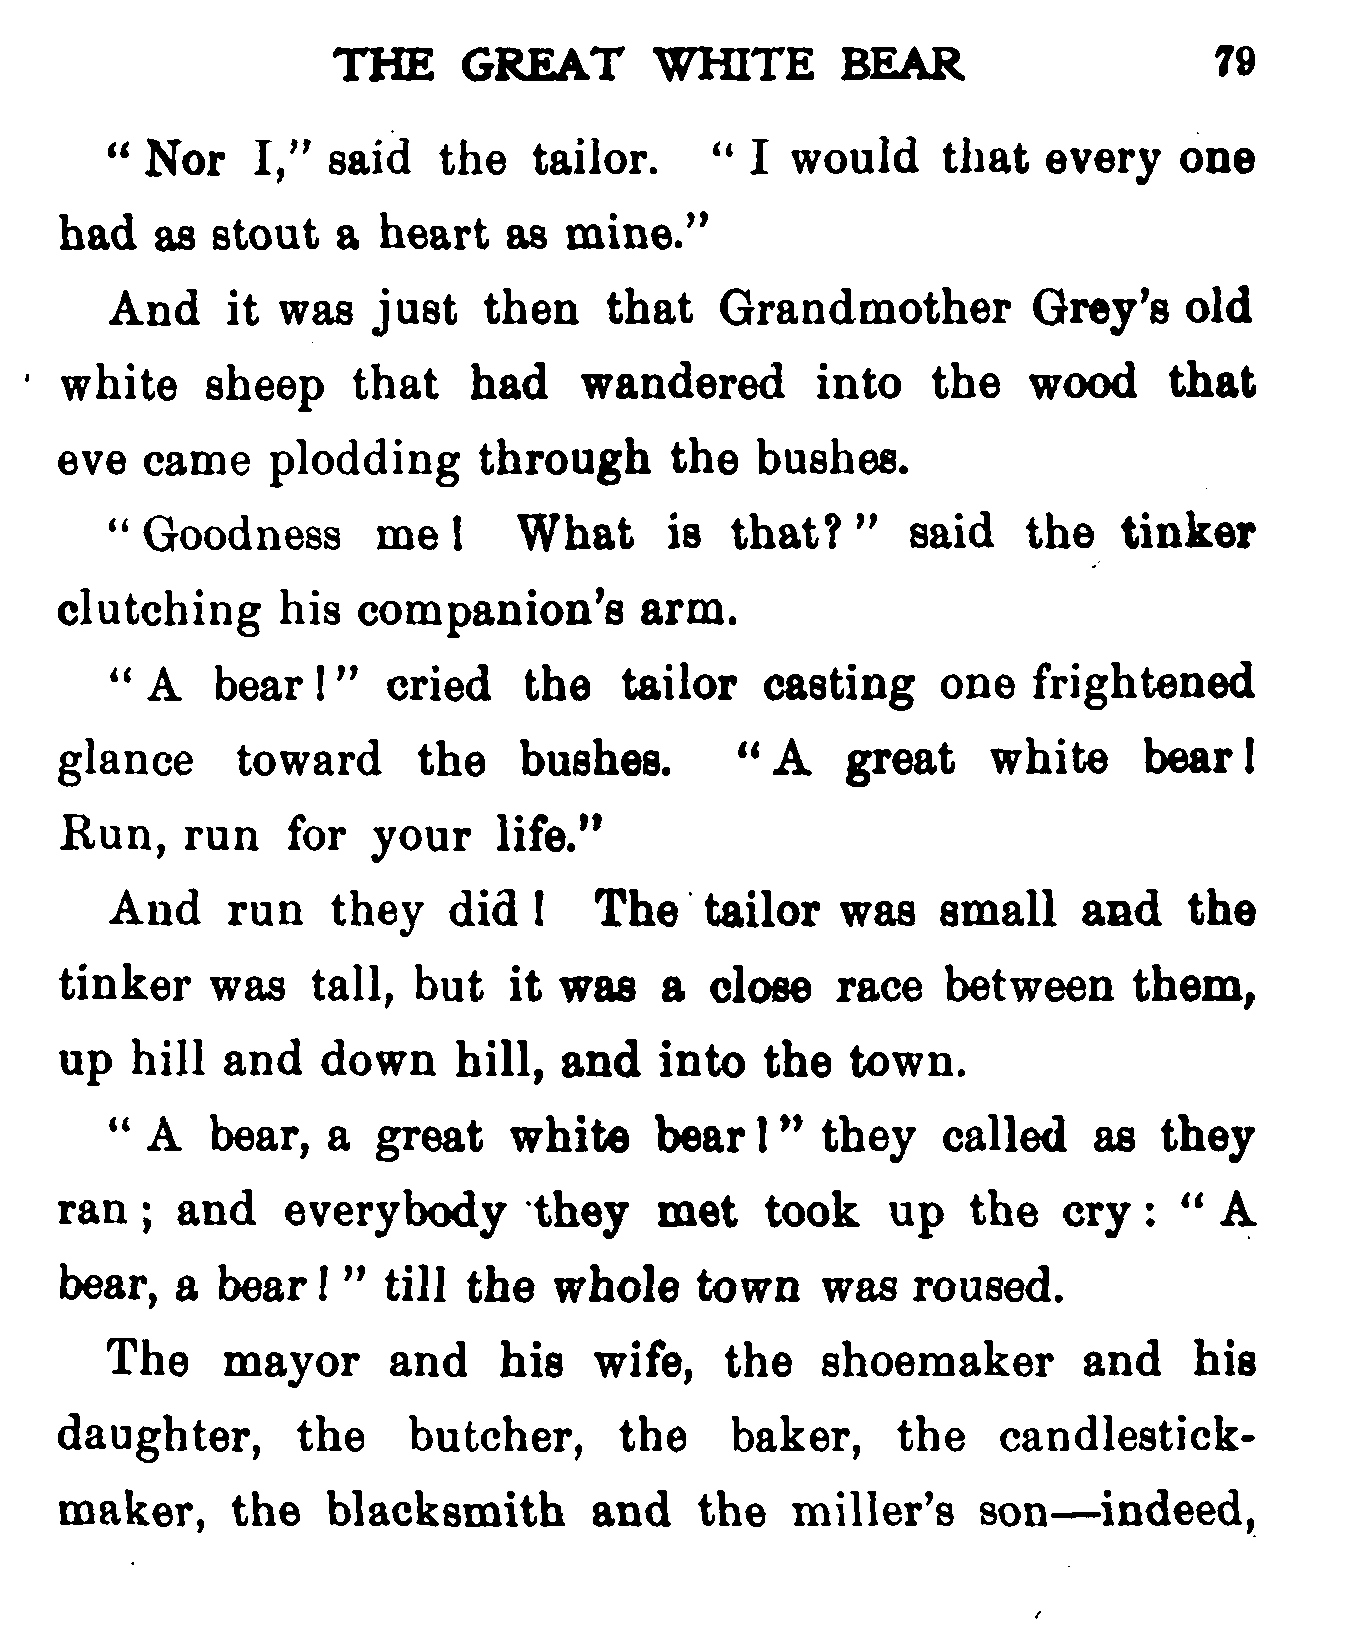 THE GREAT WHITE BEAR 79
" Nor I," said the tailor. " I would that every one
had as stout a heart as mine."
And it was just then that Grandmother Grey's old
white sheep that had wandered into the wood that
eve came plodding through the bushes.
" Goodness me! What is that? " said the tinker
clutching his companion's arm.
" A bear!" cried the tailor casting one frightened
glance toward the bushes. " A great white bear!
Run, run for your life."
And run they did! The tailor was small and the
tinker was tall, but it was a close race between them,
up hill and down hill, and into the town.
" A bear, a great white bear!" they called as they
ran; and everybody they met took up the cry: " A
bear, a bear! " till the whole town was roused.
The mayor and his wife, the shoemaker and his
daughter, the butcher, the baker, the candlestick-
maker, the blacksmith and the miller's son—indeed,